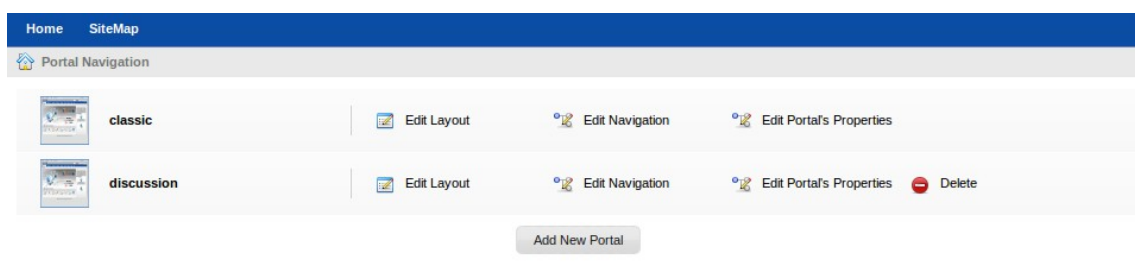 Home SiteMap
Portal Navigation
classic Edit Layout Edit Navigation Edit Portal's Properties
discussion Edit Layout Edit Navigation Edit Portal's Properties Delete
Add New Portal